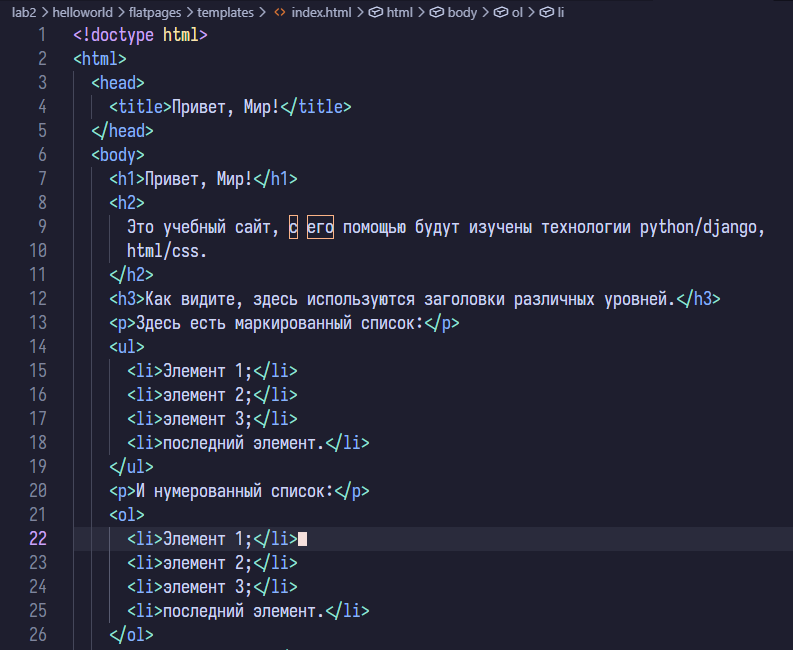 lab2 > helloworld > flatpages > templates > <> index.html > html > body > ol > li
1 <!doctype html>
2 <html>
3 <head>
4 <title>Привет, Мир!</title>
5 </head>
6 <body>
7 <h1>Привет, Мир!</h1>
8 <h2>
9 Это учебный сайт, с его помощью будут изучены технологии python/django,
10 html/css.
11 </h2>
12 <h3>Как видите, здесь используются заголовки различных уровней.</h3>
13 <p>Здесь есть маркированный список:</p>
14 <ul>
15 <li>Элемент 1;</li>
16 <li>элемент 2;</li>
17 <li>элемент 3;</li>
18 <li>последний элемент.</li>
19 </ul>
20 <p>И нумерованный список:</p>
21 <ol>
22 <li>Элемент 1;</li>
23 <li>элемент 2;</li>
24 <li>элемент 3;</li>
25 <li>последний элемент.</li>
26 </ol>